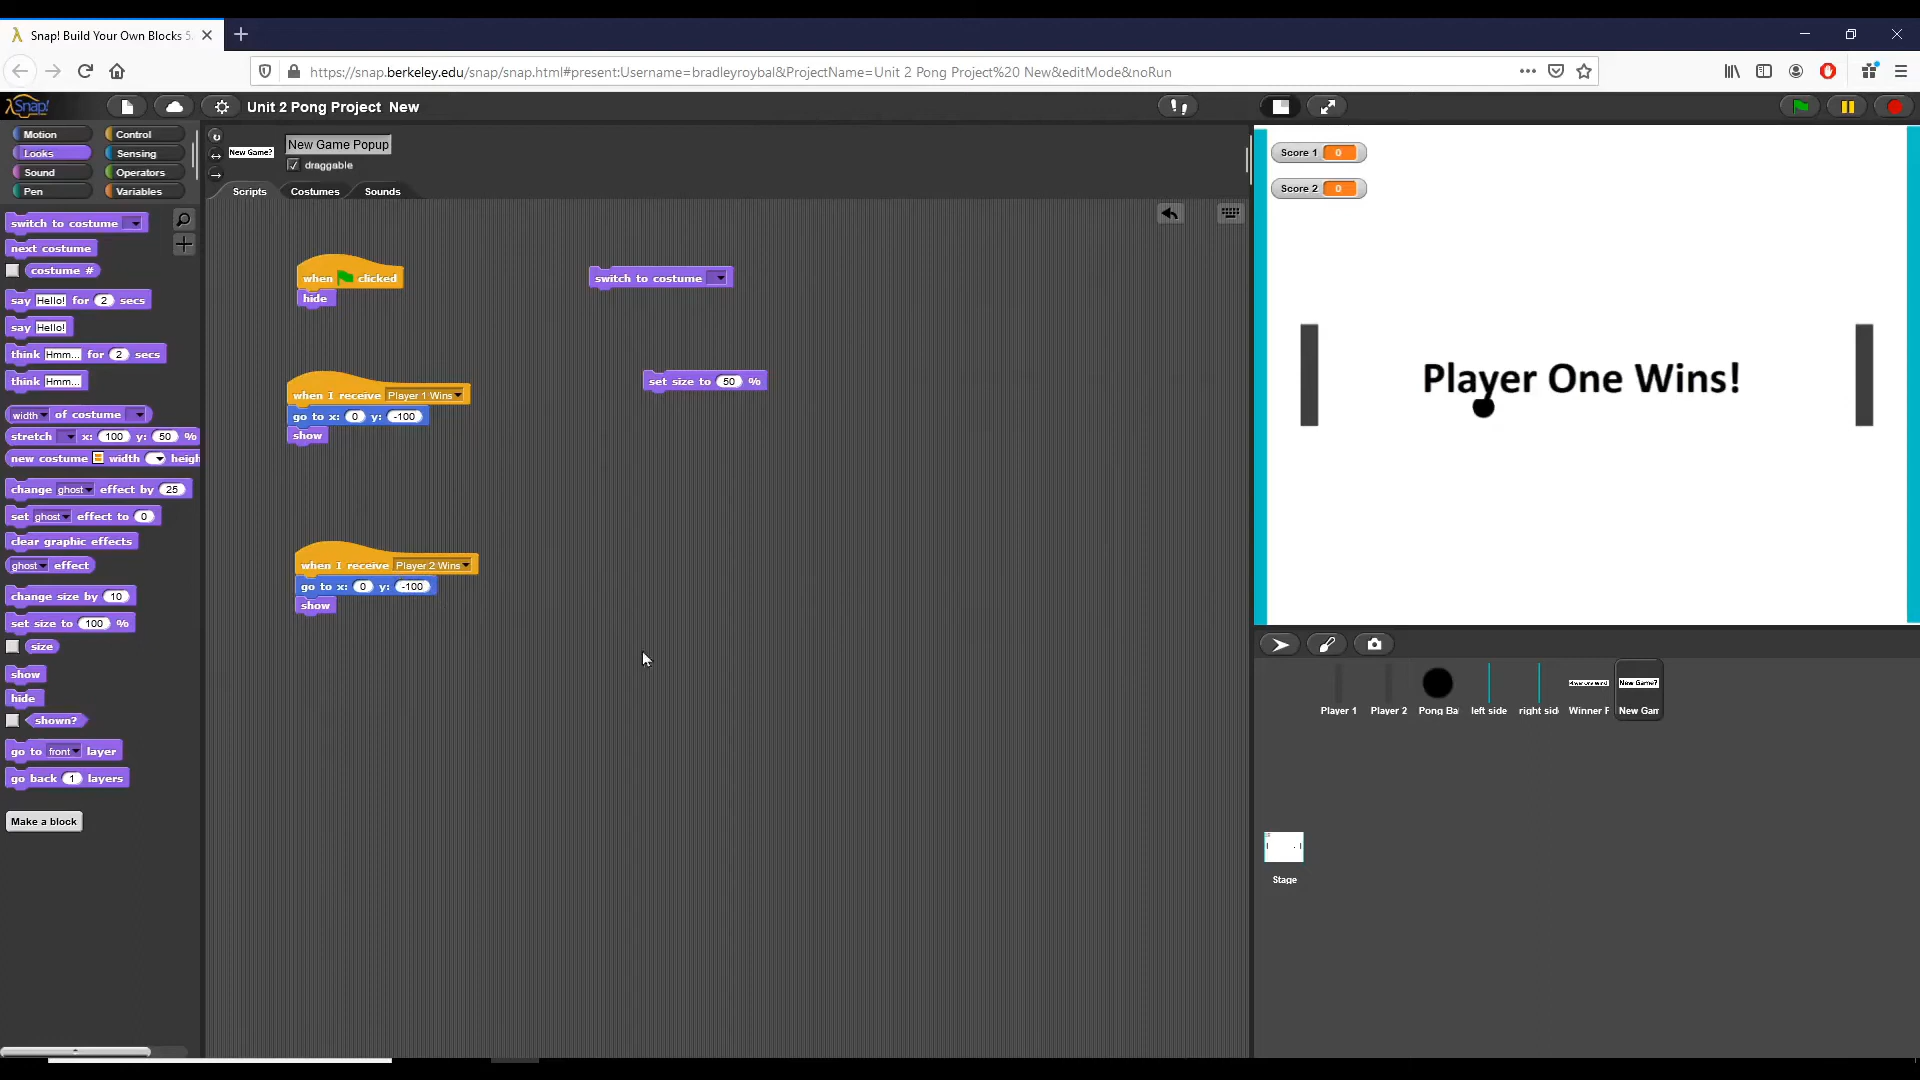 Snap! Build Your Own Blocks 5.
https://snap.berkeley.edu/snap/snap.html#present:Username=bradleyroybal&ProjectName=Unit 2 Pong Project%20 New&editMode&noRun
Snap!
Unit 2 Pong Project New
Motion
Control
Looks
Sensing
Sound
Operators
Pen
Variables
New Game?
New Game Popup
draggable
Scripts
Costumes
Sounds
switch to costume
next costume
costume #
say Hello! for 2 secs
say Hello!
think Hmm... for 2 secs
think Hmm...
width of costume
stretch x: 100 y: 50 %
new costume width heigh
change ghost effect by 25
set ghost effect to 0
clear graphic effects
ghost effect
change size by 10
set size to 100 %
size
show
hide
shown?
go to front layer
go back 1 layers
Make a block
when clicked
hide
switch to costume
when I receive Player 1 Wins
go to x: 0 y: -100
show
set size to 50 %
when I receive Player 2 Wins
go to x: 0 y: -100
show
Score 1 0
Score 2 0
Player One Wins!
Player 1
Player 2
Pong Ba
left side
right sid
Winner F
New Game?
New Gam
Stage